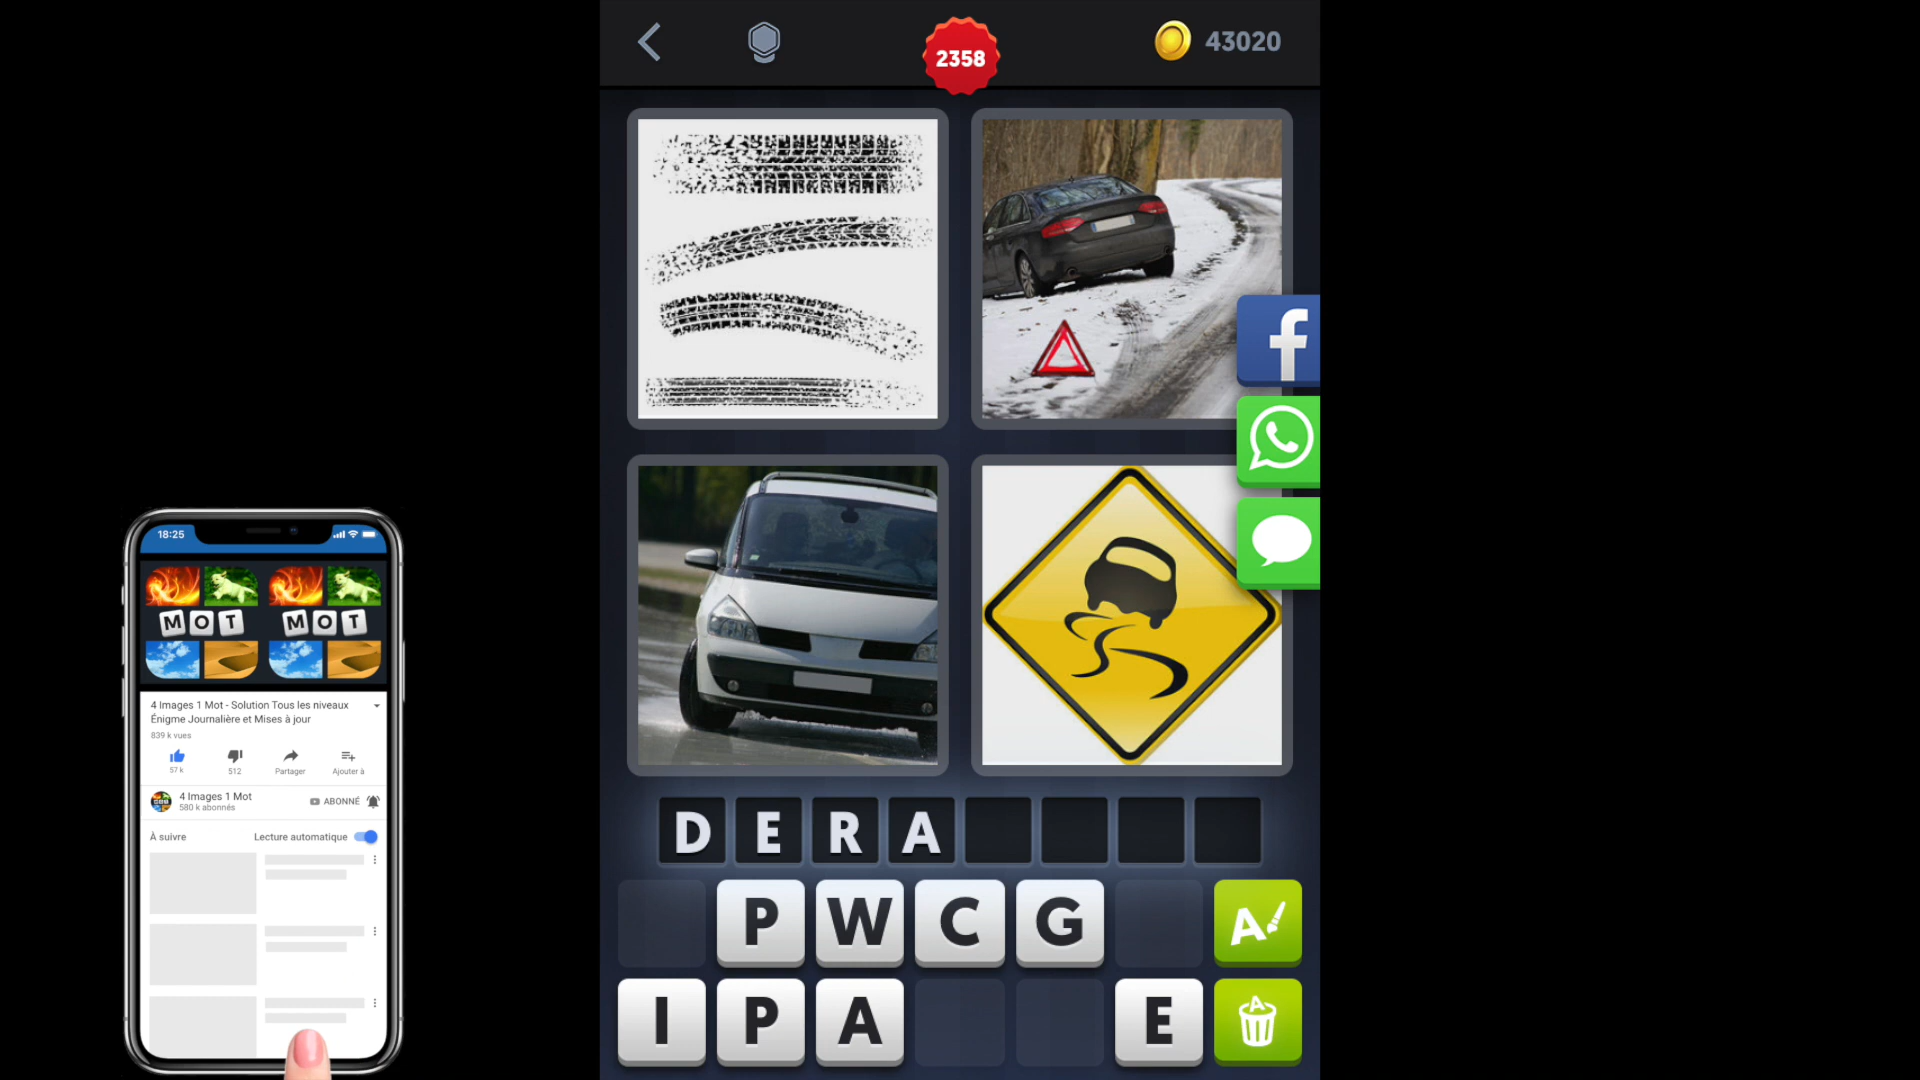 2358
43020
18:25
MOT MOT
4 Images 1 Mot - Solution Tous les niveaux
Énigme Journalière et Mises à jour
839 k vues
57 k
512
Partager
Ajouter à
4 Images 1 Mot
580 k abonnés
ABONNÉ
À suivre
Lecture automatique
DERA
P W C G
I P A E
A
A
f